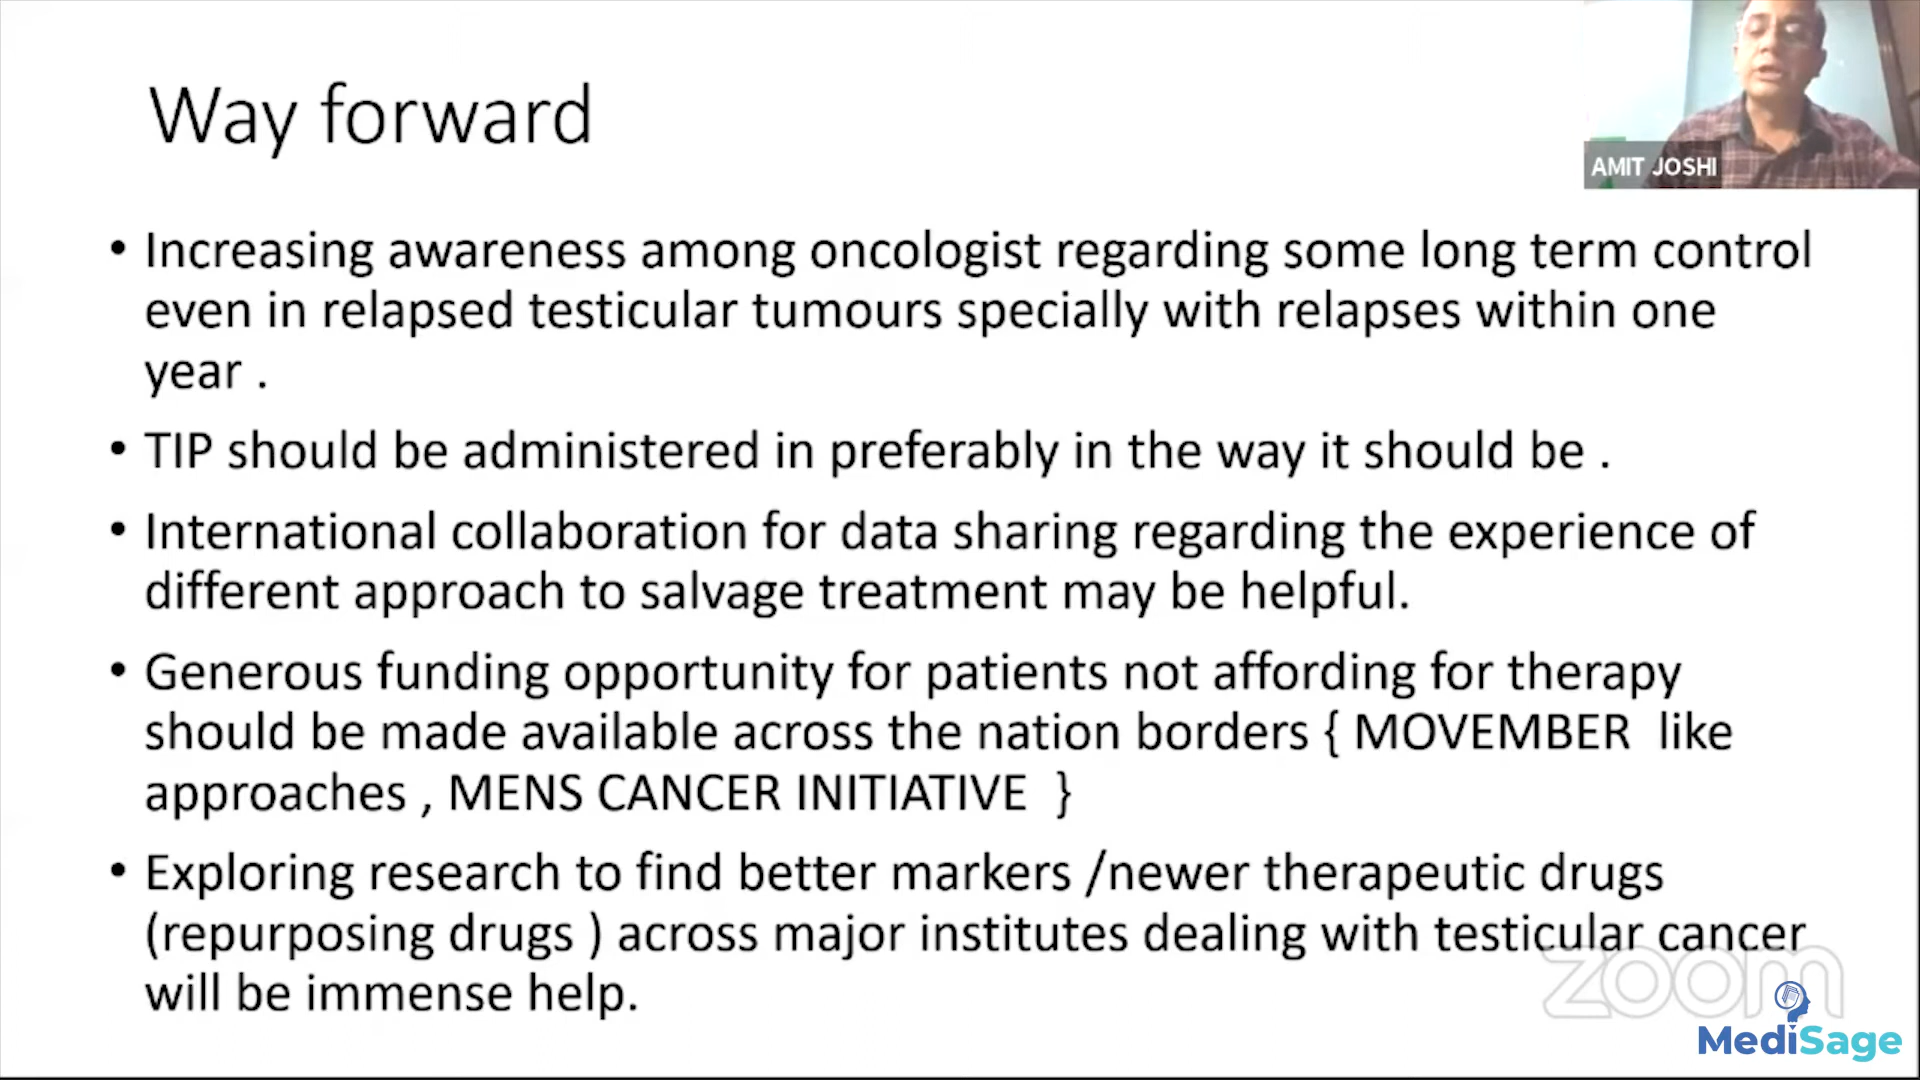 Way forward
AMIT JOSHI
• Increasing awareness among oncologist regarding some long term control
even in relapsed testicular tumours specially with relapses within one
year .
• TIP should be administered in preferably in the way it should be .
• International collaboration for data sharing regarding the experience of
different approach to salvage treatment may be helpful.
• Generous funding opportunity for patients not affording for therapy
should be made available across the nation borders { MOVEMBER like
approaches , MENS CANCER INITIATIVE }
• Exploring research to find better markers /newer therapeutic drugs
(repurposing drugs ) across major institutes dealing with testicular cancer
will be immense help.
zoom
MediSage